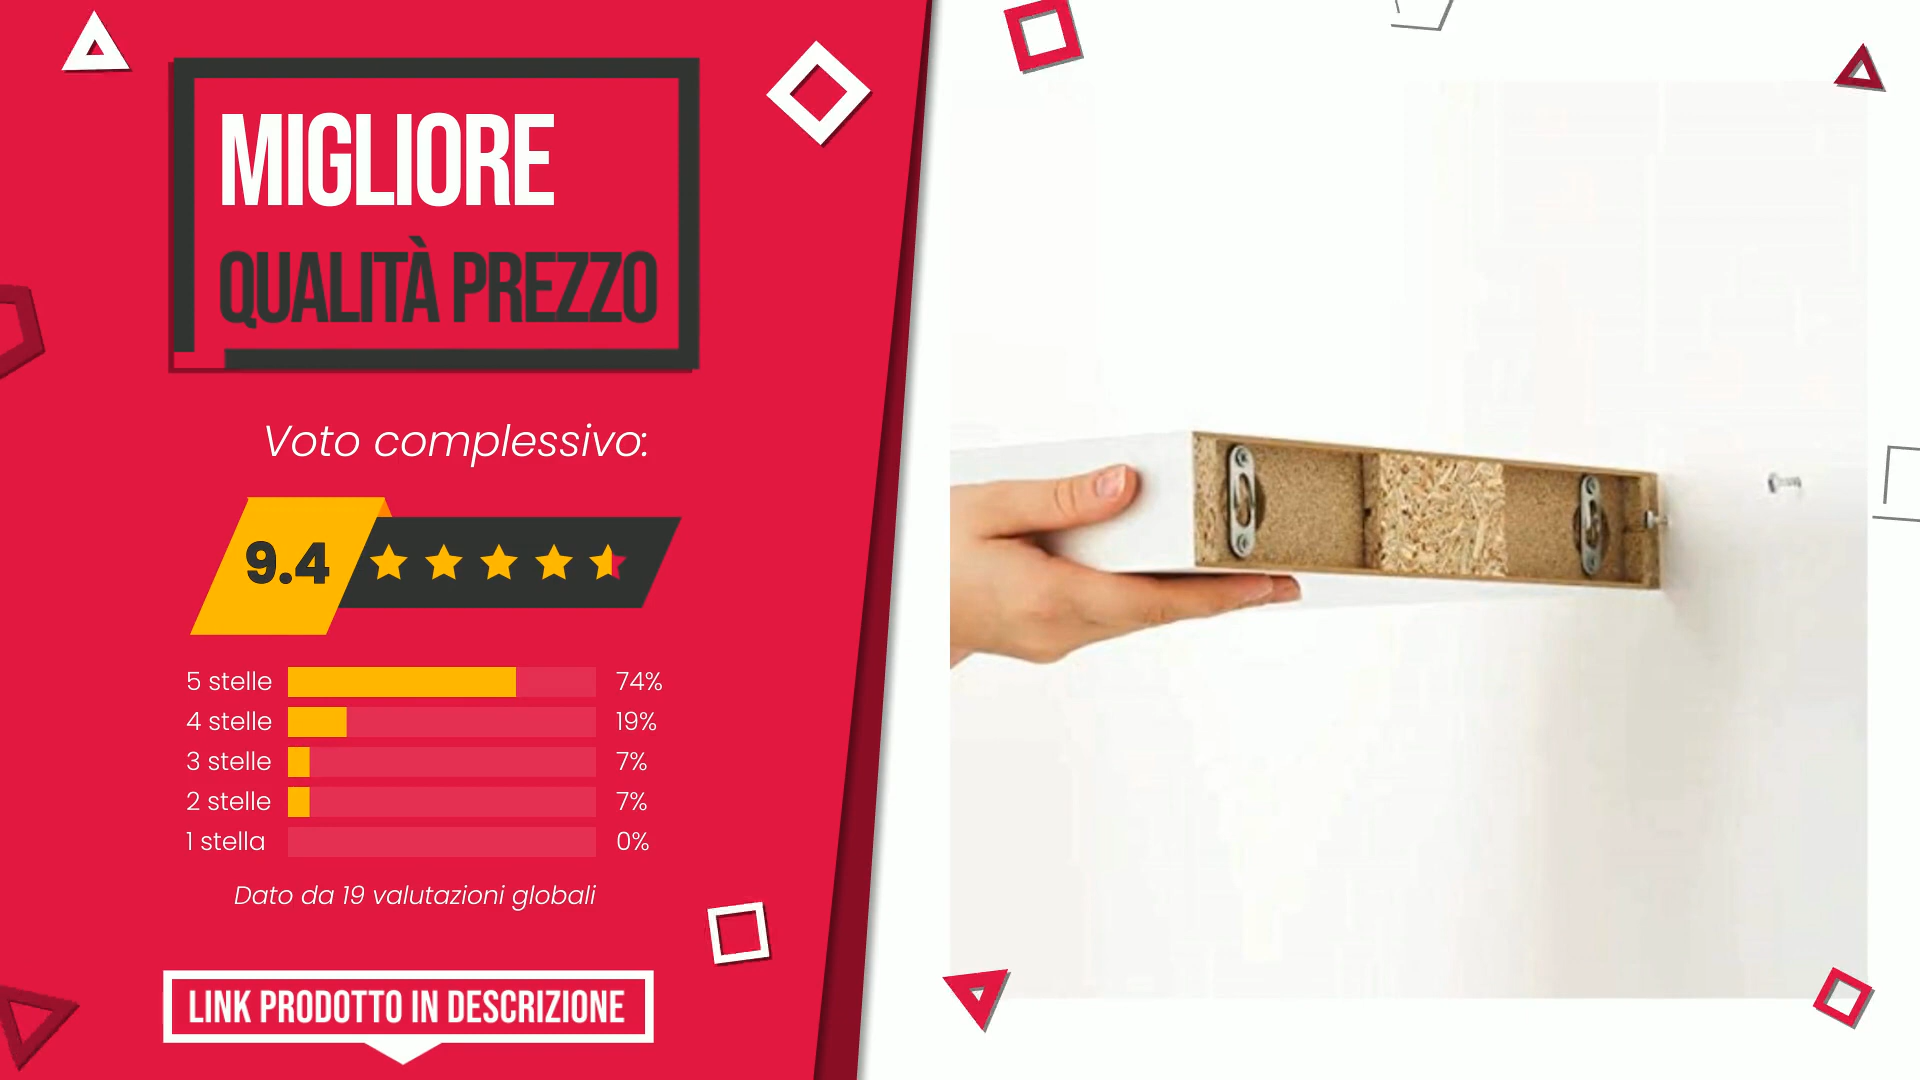 MIGLIORE
QUALITÀ PREZZO
Voto complessivo:
9.4
5 stelle 74%
4 stelle 19%
3 stelle 7%
2 stelle 7%
1 stella 0%
Dato da 19 valutazioni globali
LINK PRODOTTO IN DESCRIZIONE